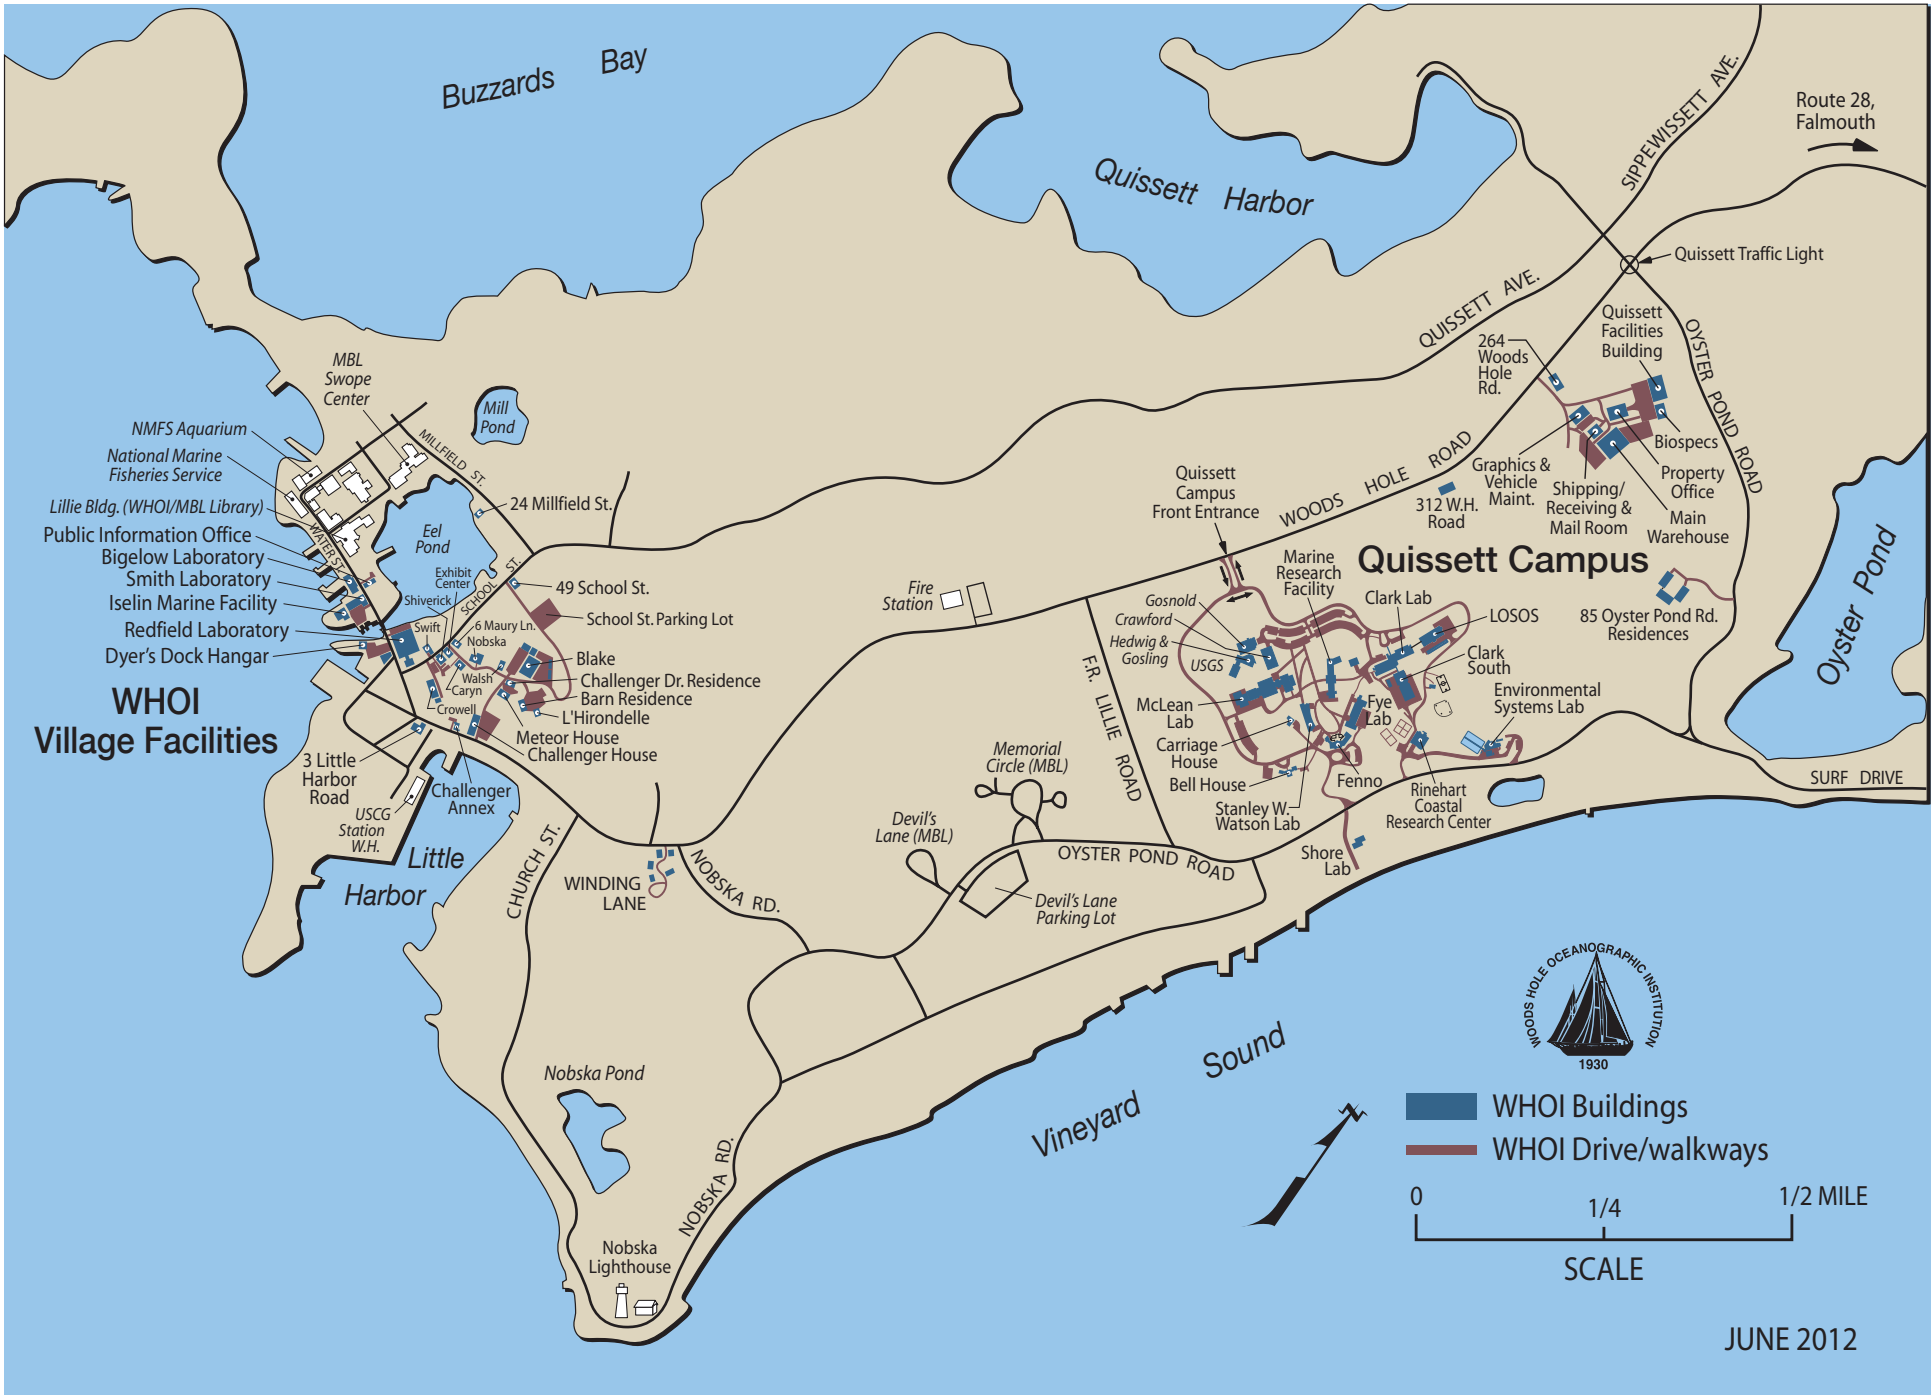 Buzzards Bay
Quissett Harbor
SIPPEWISSETT AVE.
Route 28,
Falmouth
Quissett Traffic Light
QUISSETT AVE.
Quissett
Facilities
Building
OYSTER POND ROAD
264
Woods
Hole
Rd.
Biospecs
Property
Office
Main
Warehouse
Graphics &
Vehicle
Maint.
Shipping/
Receiving &
Mail Room
312 W.H.
Road
WOODS HOLE ROAD
Quissett
Campus
Front Entrance
Quissett Campus
85 Oyster Pond Rd.
Residences
Oyster Pond
MBL
Swope
Center
Mill
Pond
NMFS Aquarium
National Marine
Fisheries Service
Lillie Bldg. (WHOI/MBL Library)
Public Information Office
Bigelow Laboratory
Smith Laboratory
Iselin Marine Facility
Redfield Laboratory
Dyer's Dock Hangar
WHOI
Village Facilities
MILLFIELD ST.
WATER ST.
24 Millfield St.
Eel
Pond
Exhibit
Center
Shiverick
SCHOOL ST.
49 School St.
School St. Parking Lot
Swift
6 Maury Ln.
Nobska
Walsh
Caryn
Crowell
Blake
Challenger Dr. Residence
Barn Residence
L'Hirondelle
Meteor House
Challenger House
3 Little
Harbor
Road
Challenger
Annex
USCG
Station
W.H.
Little
Harbor
Fire
Station
F.R. LILLIE ROAD
Marine
Research
Facility
Gosnold
Crawford
Hedwig &
Gosling
USGS
Clark Lab
LOSOS
Clark
South
Environmental
Systems Lab
McLean
Lab
Fye
Lab
Carriage
House
Bell House
Fenno
Stanley W.
Watson Lab
Rinehart
Coastal
Research Center
Shore
Lab
SURF DRIVE
Memorial
Circle (MBL)
Devil's
Lane (MBL)
OYSTER POND ROAD
Devil's Lane
Parking Lot
CHURCH ST.
WINDING
LANE
NOBSKA RD.
Nobska Pond
NOBSKA RD.
Nobska
Lighthouse
Vineyard Sound
WOODS HOLE OCEANOGRAPHIC INSTITUTION
1930
WHOI Buildings
WHOI Drive/walkways
0 1/4 1/2 MILE
SCALE
N
JUNE 2012